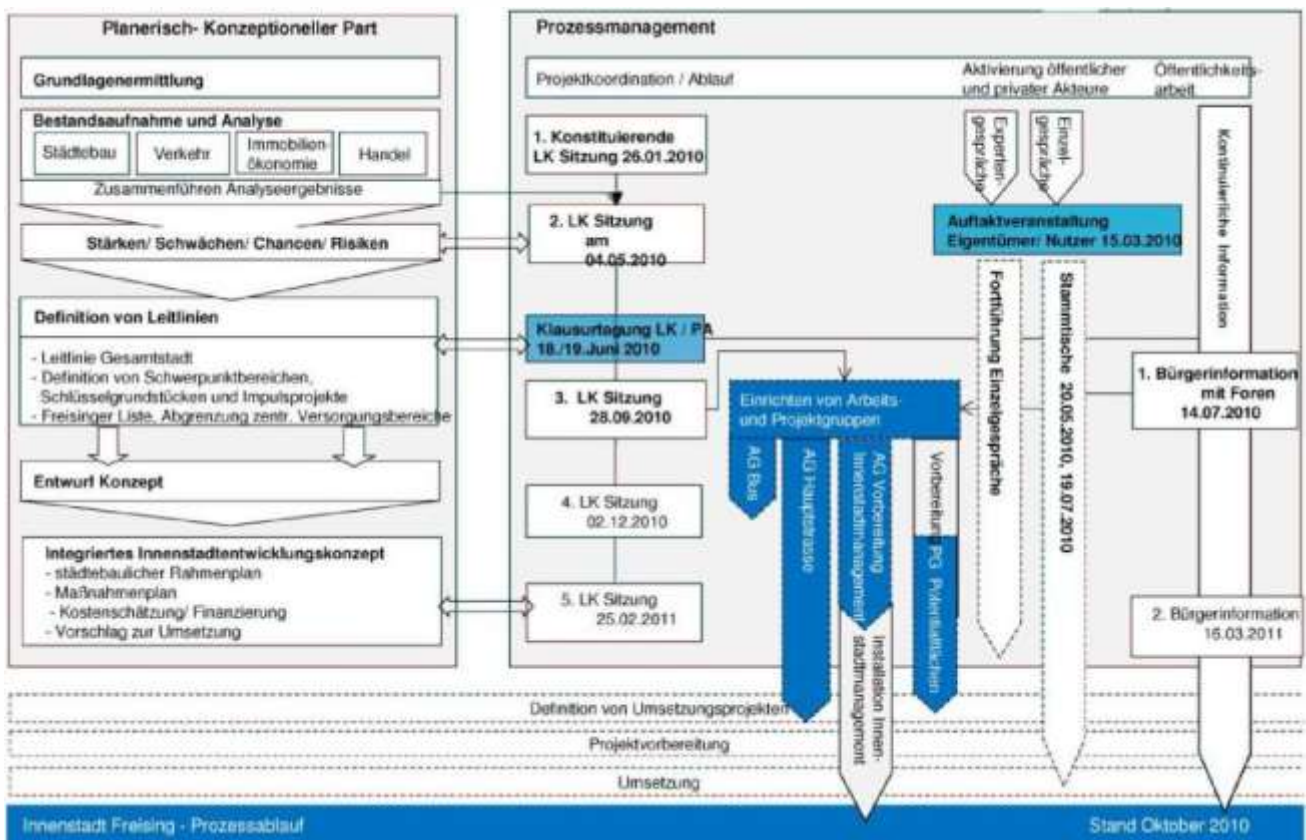 Planerisch- Konzeptioneller Part
Grundlagenermittlung
Bestandsaufnahme und Analyse
Städtebau
Verkehr
Immobilien-
ökonomie
Handel
Zusammenführen Analyseergebnisse
Stärken/ Schwächen/ Chancen/ Risiken
Definition von Leitlinien
- Leitlinie Gesamtstadt
- Definition von Schwerpunktbereichen,
Schlüsselgrundstücken und Impulsprojekte
- Freisinger Liste, Abgrenzung zentr. Versorgungsbereiche
Entwurf Konzept
Integriertes Innenstadtentwicklungskonzept
- städtebaulicher Rahmenplan
- Maßnahmenplan
- Kostenschätzung/ Finanzierung
- Vorschlag zur Umsetzung
Prozessmanagement
Projektkoordination / Ablauf
Aktivierung öffentlicher
und privater Akteure
Öffentlichkeits-
arbeit
1. Konstituierende
LK Sitzung 26.01.2010
2. LK Sitzung
am
04.05.2010
Klausurtagung LK / PA
18./19.Juni 2010
3. LK Sitzung
28.09.2010
4. LK Sitzung
02.12.2010
5. LK Sitzung
25.02.2011
Experten-
gespräche
Einzel-
gespräche
Auftaktveranstaltung
Eigentümer/ Nutzer 15.03.2010
Einrichten von Arbeits-
und Projektgruppen
AG Bus
AG Hauptstrasse
AG Vorbereitung
Innenstadtmanagement
Installation Innen-
stadtmanagement
Vorbereitung PG Potentialflächen
Fortführung Einzelgespräche
Stammtische 20.05.2010, 19.07.2010
Kontinuierliche Information
1. Bürgerinformation
mit Foren
14.07.2010
2. Bürgerinformation
16.03.2011
Definition von Umsetzungsprojekten
Projektvorbereitung
Umsetzung
Innenstadt Freising - Prozessablauf
Stand Oktober 2010